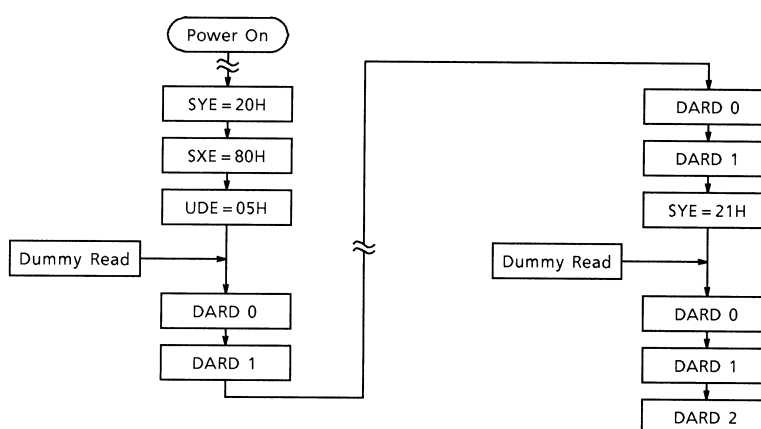 Power On
SYE = 20H
SXE = 80H
UDE = 05H
Dummy Read
DARD 0
DARD 1
DARD 0
DARD 1
SYE = 21H
Dummy Read
DARD 0
DARD 1
DARD 2